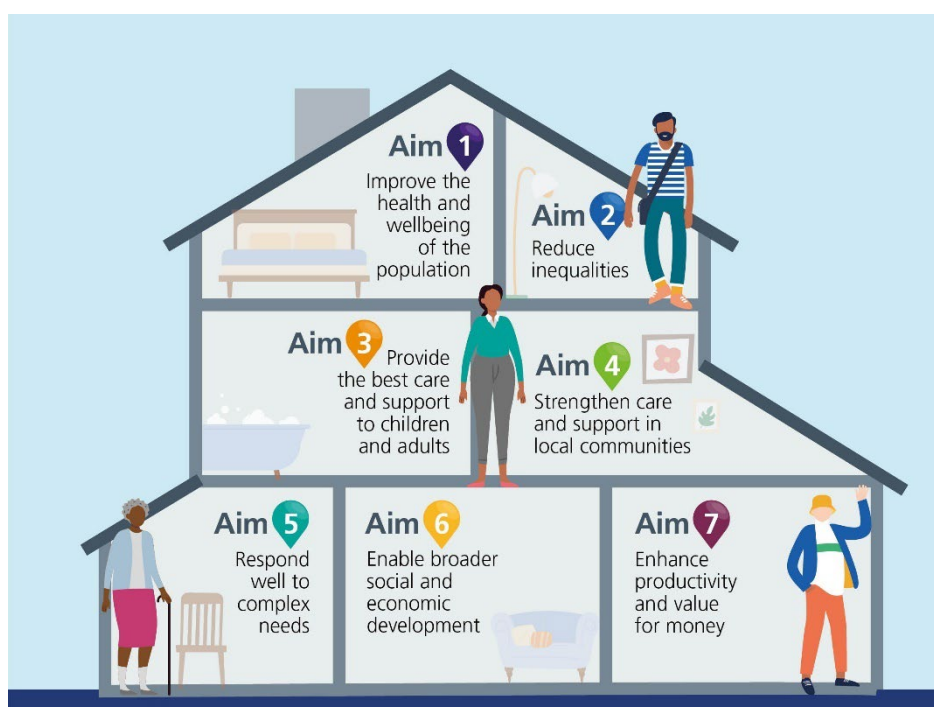 Aim 1
Improve the
health and
wellbeing
of the
population
Aim 2
Reduce
inequalities
Aim 3
Provide
the best care
and support
to children
and adults
Aim 4
Strengthen care
and support in
local communities
Aim 5
Respond
well to
complex
needs
Aim 6
Enable broader
social and
economic
development
Aim 7
Enhance
productivity
and value
for money